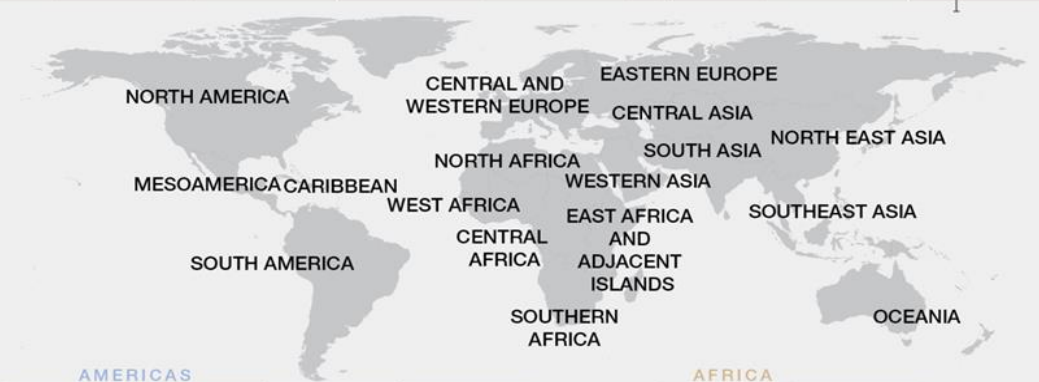 CENTRAL AND
WESTERN EUROPE
EASTERN EUROPE
NORTH AMERICA
CENTRAL ASIA
NORTH EAST ASIA
SOUTH ASIA
NORTH AFRICA
WESTERN ASIA
MESOAMERICA
CARIBBEAN
WEST AFRICA
SOUTHEAST ASIA
EAST AFRICA
AND
ADJACENT
ISLANDS
CENTRAL
AFRICA
SOUTH AMERICA
SOUTHERN
AFRICA
OCEANIA
AMERICAS
AFRICA